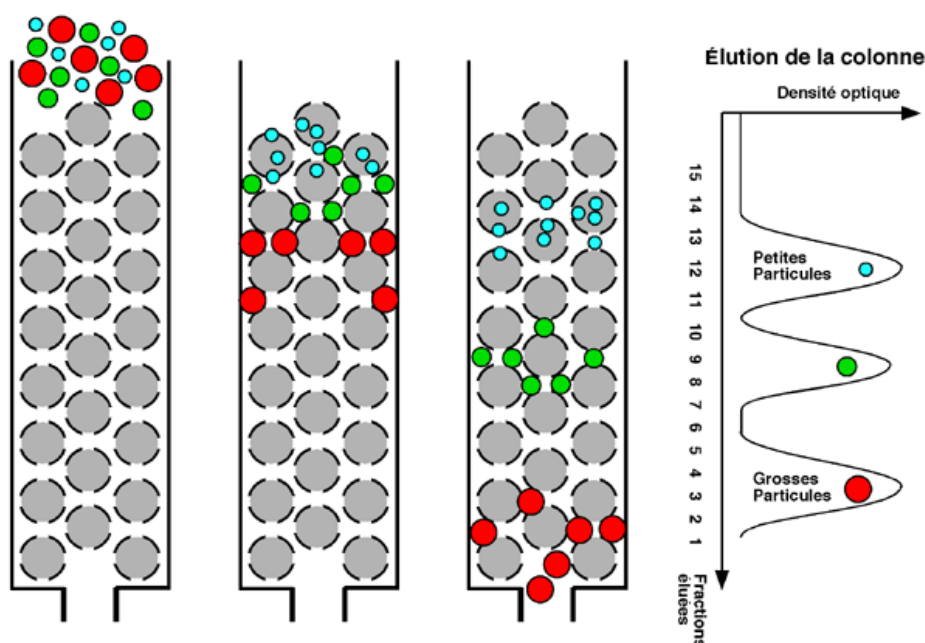 Élution de la colonne
Densité optique
15
14
13
Petites
Particules
12
11
10
9
8
7
6
5
4
Grosses
Particules
3
2
1
Fractions
éluées